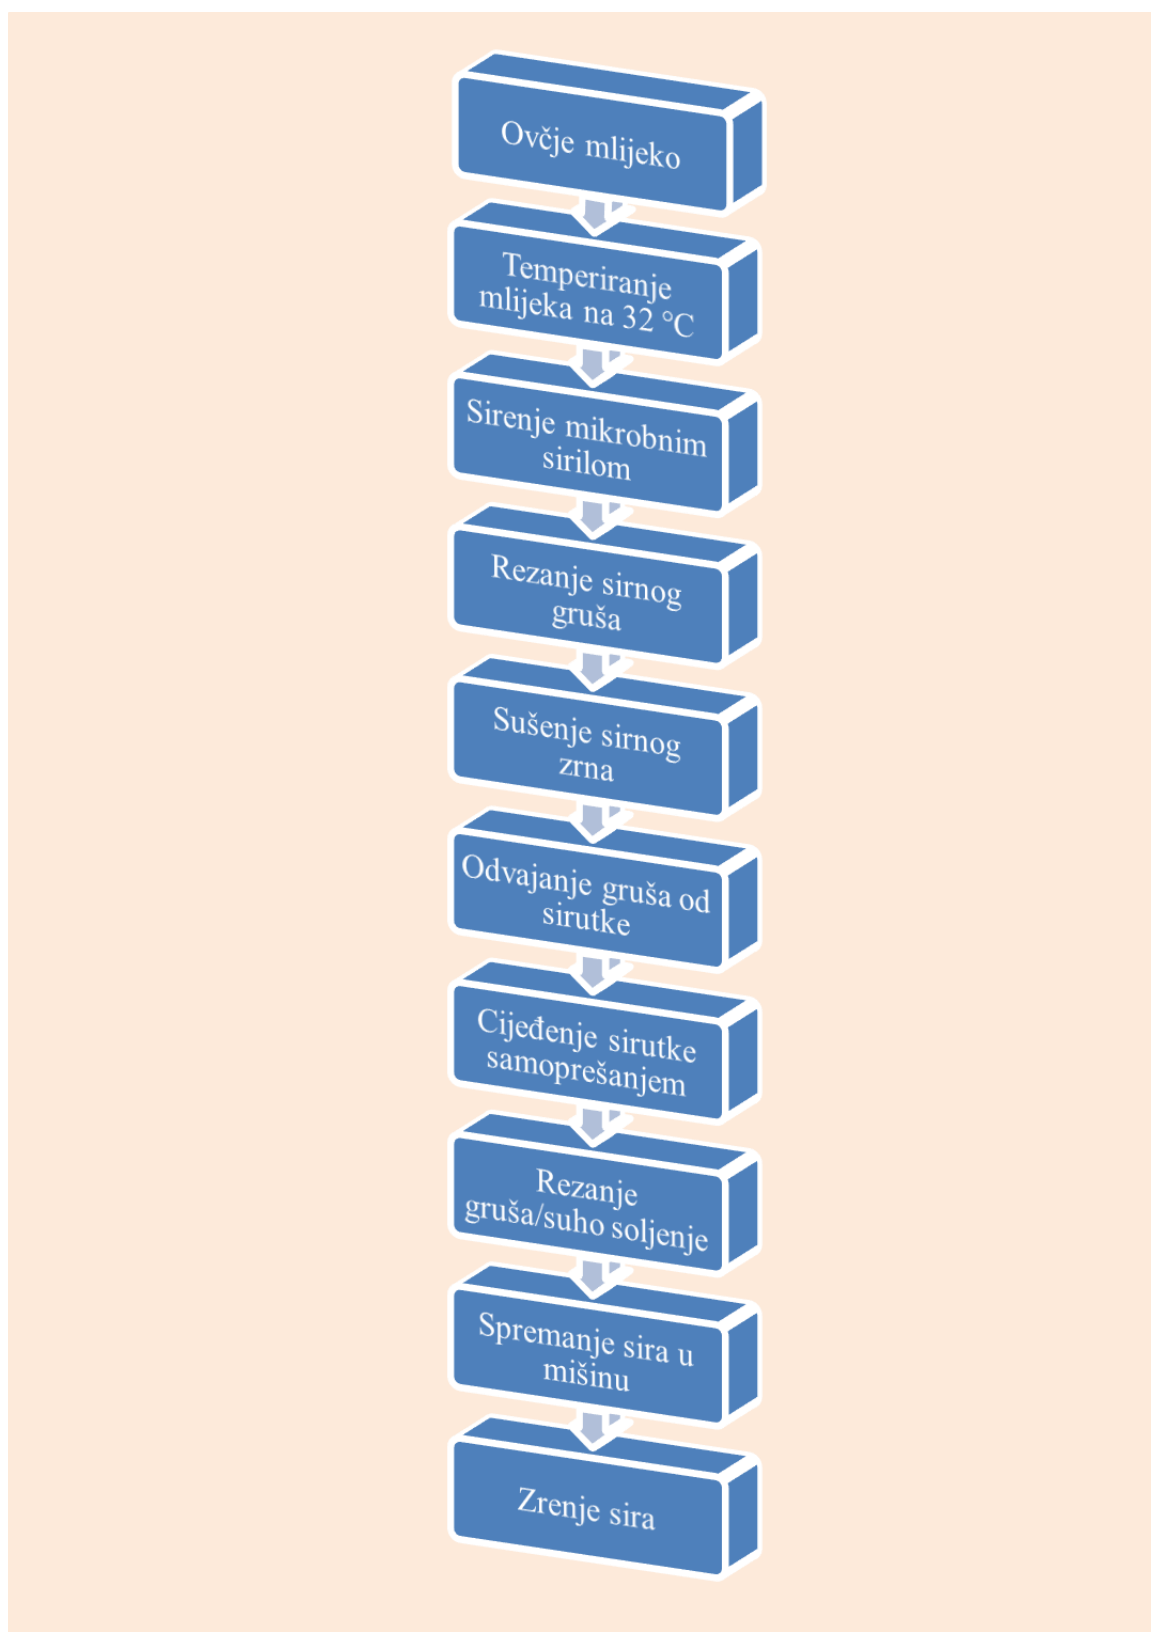 Ovčje mlijeko
Temperiranje
mlijeka na 32 °C
Sirenje mikrobnim
sirilom
Rezanje sirnog
gruša
Sušenje sirnog
zrna
Odvajanje gruša od
sirutke
Cijeđenje sirutke
samoprešanjem
Rezanje
gruša/suho soljenje
Spremanje sira u
mišinu
Zrenje sira